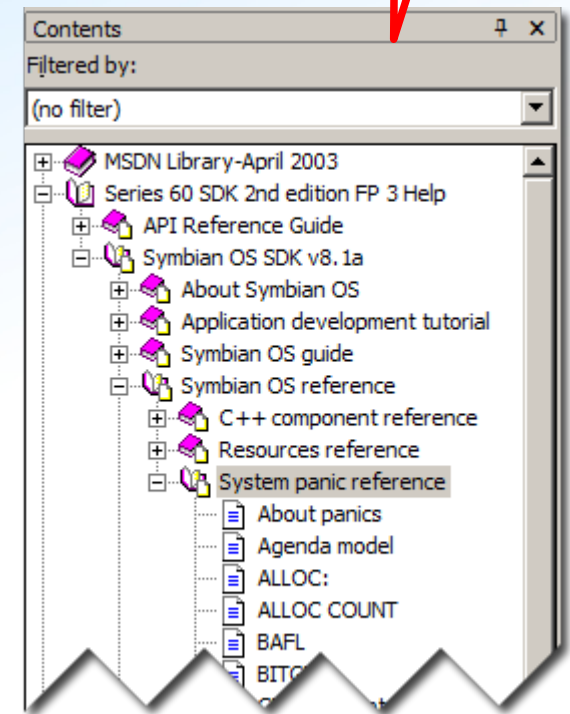 Contents
Filtered by:
(no filter)
MSDN Library-April 2003
Series 60 SDK 2nd edition FP 3 Help
API Reference Guide
Symbian OS SDK v8.1a
About Symbian OS
Application development tutorial
Symbian OS guide
Symbian OS reference
C++ component reference
Resources reference
System panic reference
About panics
Agenda model
ALLOC:
ALLOC COUNT
BAFL